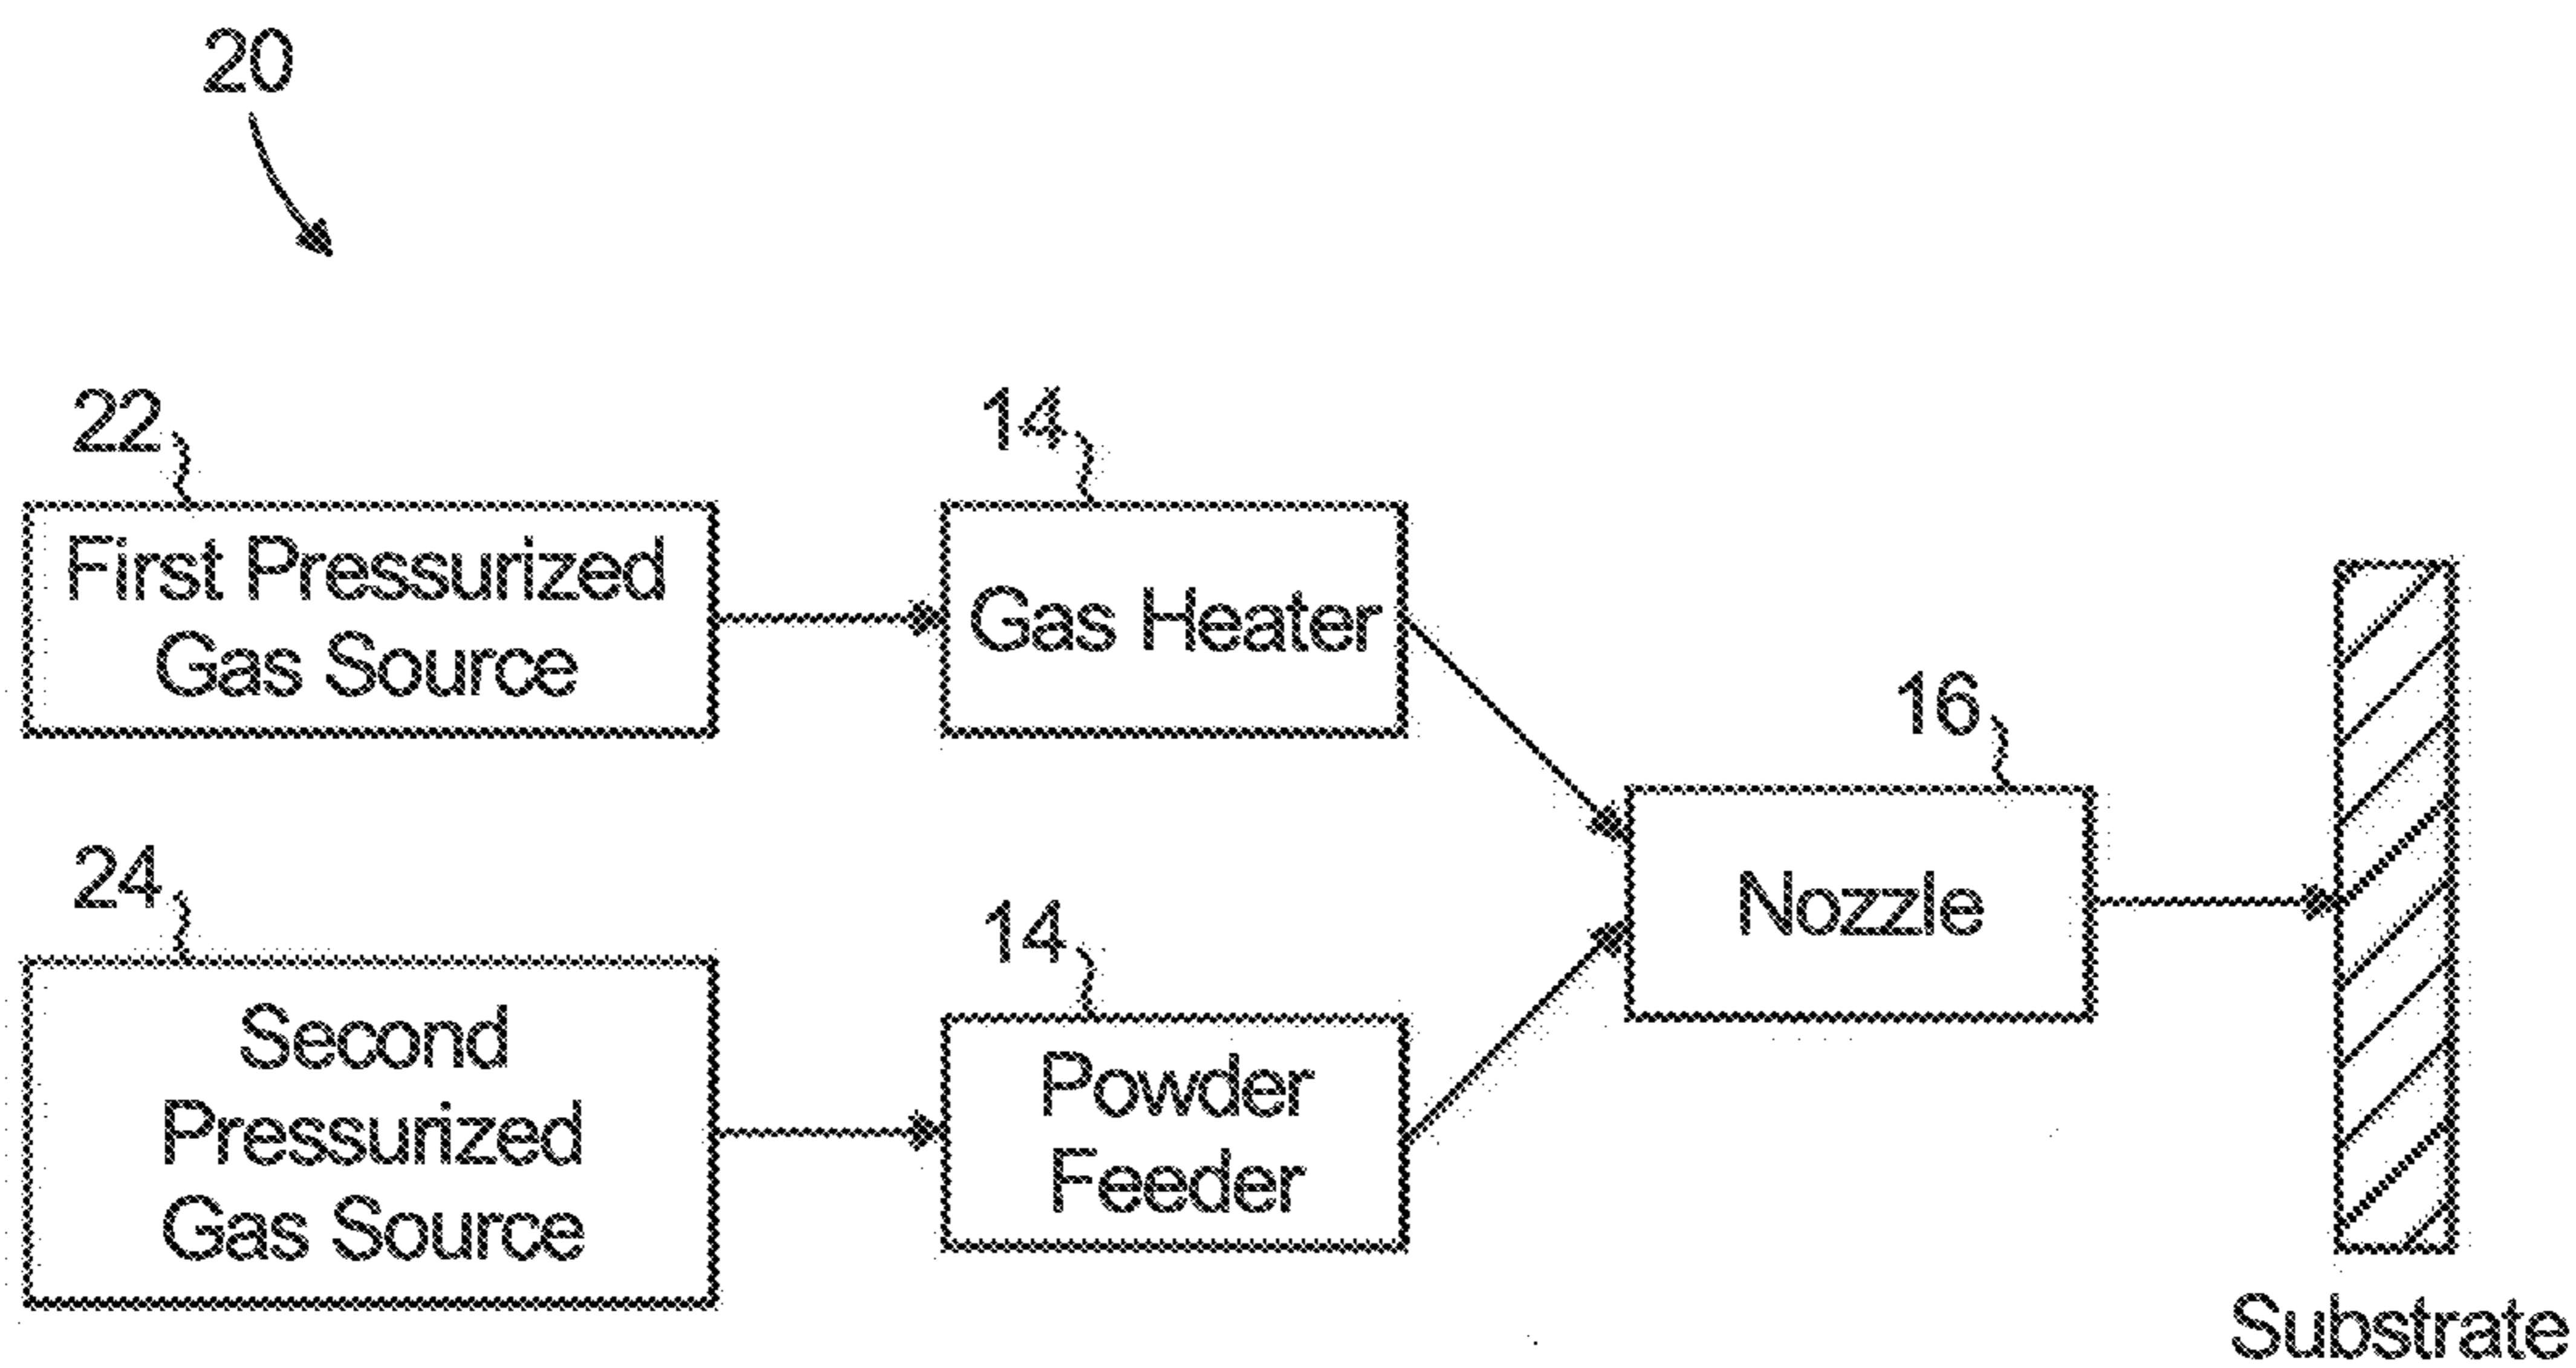 20
22
First Pressurized
Gas Source
14
Gas Heater
16
Nozzle
24
Second
Pressurized
Gas Source
14
Powder
Feeder
Substrate